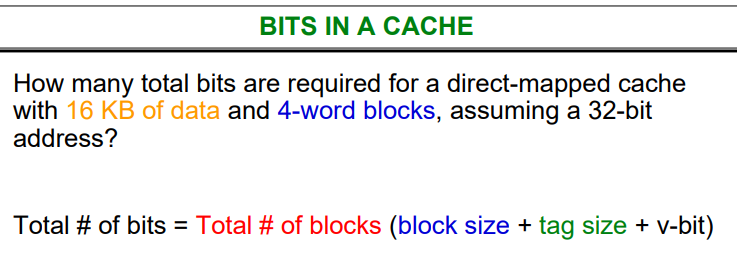 BITS IN A CACHE
How many total bits are required for a direct-mapped cache
with 16 KB of data and 4-word blocks, assuming a 32-bit
address?
Total # of bits = Total # of blocks (block size + tag size + v-bit)